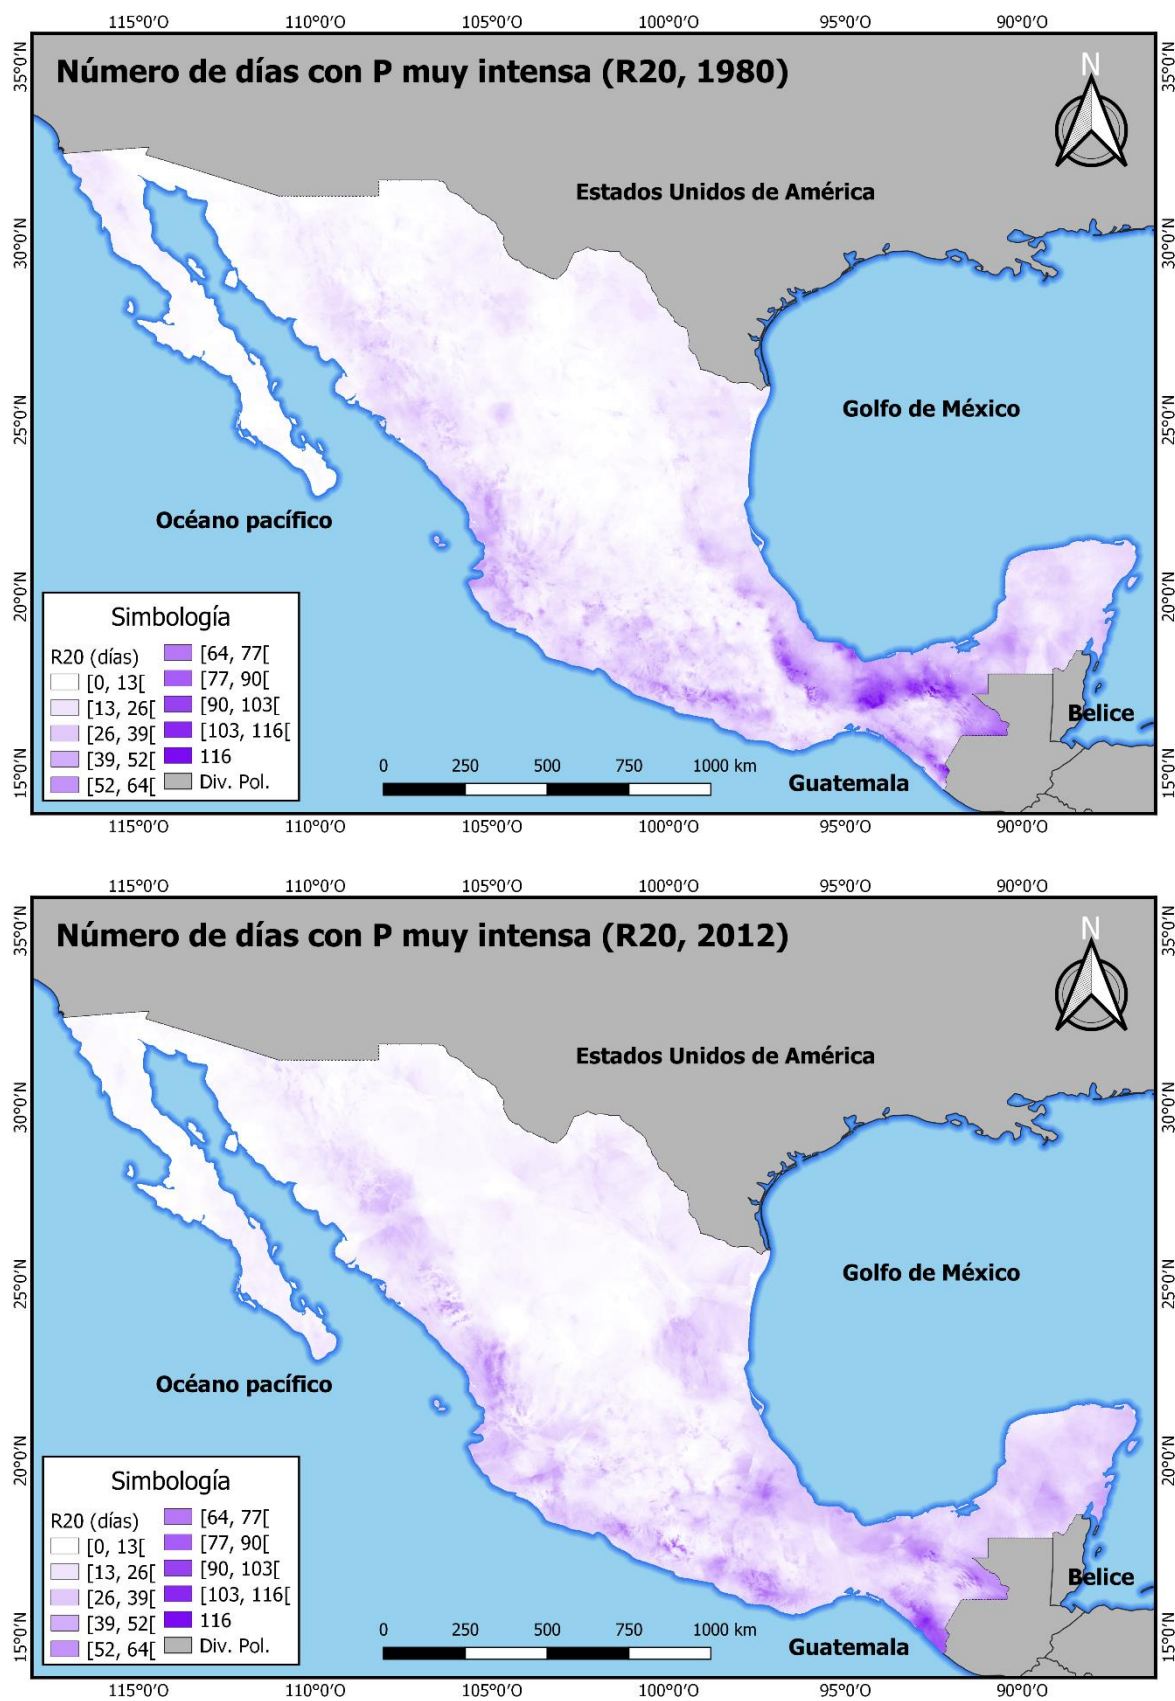 115°0'O 110°0'O 105°0'O 100°0'O 95°0'O 90°0'O
Número de días con P muy intensa (R20, 1980)
N
35°0'N 35°0'N
Estados Unidos de América
30°0'N 30°0'N
Golfo de México
25°0'N 25°0'N
Océano pacífico
20°0'N 20°0'N
Simbología
R20 (días)
[0, 13[
[13, 26[
[26, 39[
[39, 52[
[52, 64[
[64, 77[
[77, 90[
[90, 103[
[103, 116[
116
Div. Pol.
Belice
Guatemala
0 250 500 750 1000 km
15°0'N 15°0'N
115°0'O 110°0'O 105°0'O 100°0'O 95°0'O 90°0'O
115°0'O 110°0'O 105°0'O 100°0'O 95°0'O 90°0'O
Número de días con P muy intensa (R20, 2012)
N
35°0'N 35°0'N
Estados Unidos de América
30°0'N 30°0'N
Golfo de México
25°0'N 25°0'N
Océano pacífico
20°0'N 20°0'N
Simbología
R20 (días)
[0, 13[
[13, 26[
[26, 39[
[39, 52[
[52, 64[
[64, 77[
[77, 90[
[90, 103[
[103, 116[
116
Div. Pol.
Belice
Guatemala
0 250 500 750 1000 km
15°0'N 15°0'N
115°0'O 110°0'O 105°0'O 100°0'O 95°0'O 90°0'O